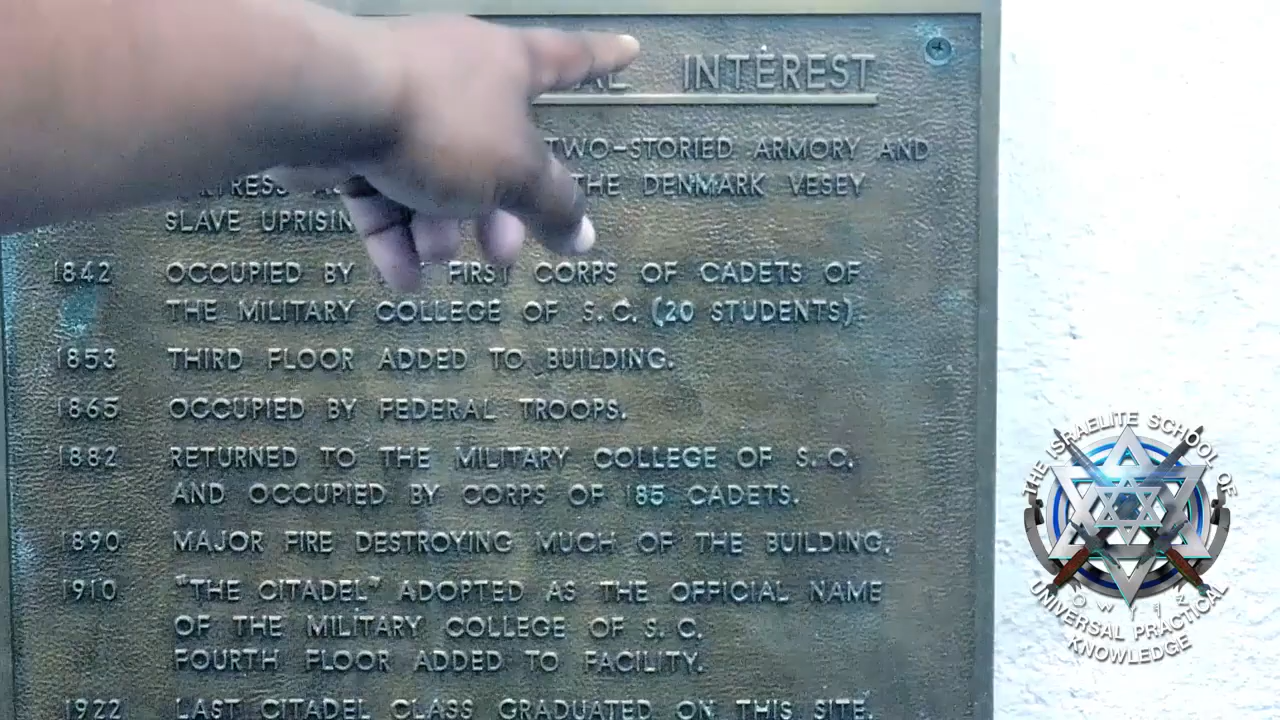 INTEREST
TWO-STORIED ARMORY AND
THE DENMARK VESEY
SLAVE
1842 OCCUPIED BY FIRST CORPS OF CADETS OF
THE MILITARY COLLEGE OF S.C. (20 STUDENTS)
1853 THIRD FLOOR ADDED TO BUILDING.
1865 OCCUPIED BY FEDERAL TROOPS.
1882 RETURNED TO THE MILITARY COLLEGE OF S.C.
AND OCCUPIED BY CORPS OF 185 CADETS.
1890 MAJOR FIRE DESTROYING MUCH OF THE BUILDING.
1910 "THE CITADEL" ADOPTED AS THE OFFICIAL NAME
OF THE MILITARY COLLEGE OF S.C.
FOURTH FLOOR ADDED TO FACILITY.
1922 LAST CITADEL CLASS GRADUATED ON THIS SITE.
THE ISRAELITE SCHOOL OF
UNIVERSAL PRACTICAL
KNOWLEDGE